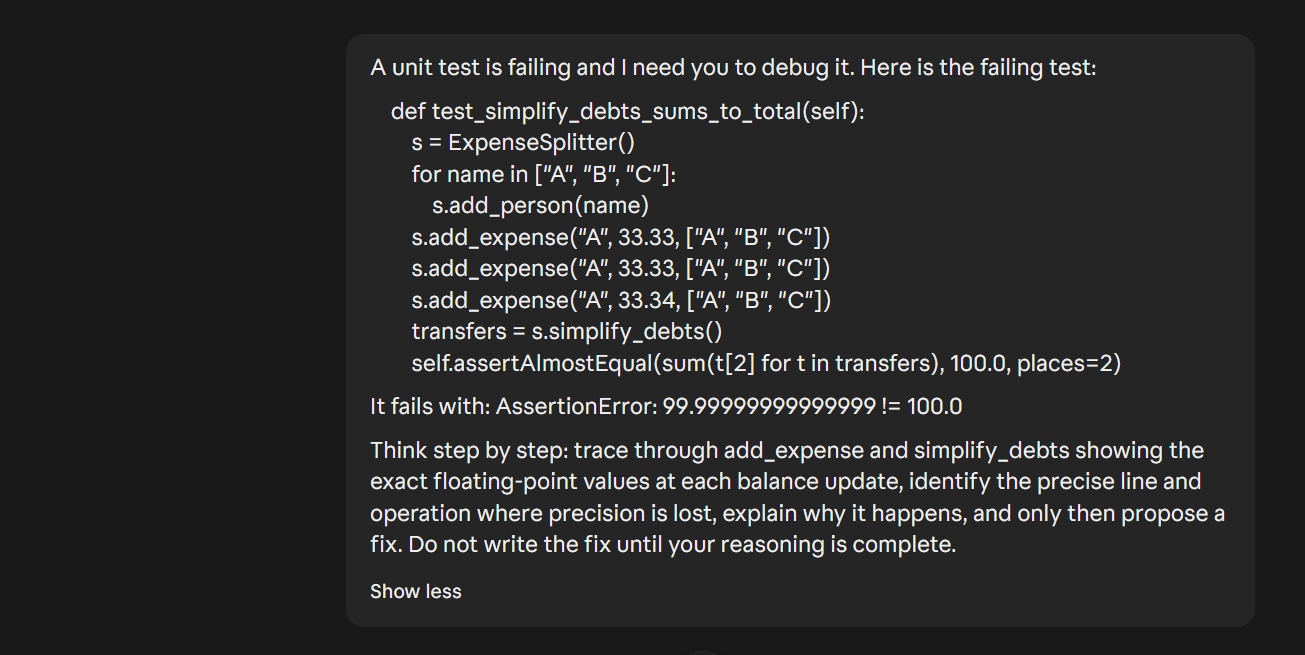 A unit test is failing and I need you to debug it. Here is the failing test:
def test_simplify_debts_sums_to_total(self):
s = ExpenseSplitter()
for name in ["A", "B", "C"]:
s.add_person(name)
s.add_expense("A", 33.33, ["A", "B", "C"])
s.add_expense("A", 33.33, ["A", "B", "C"])
s.add_expense("A", 33.34, ["A", "B", "C"])
transfers = s.simplify_debts()
self.assertAlmostEqual(sum(t[2] for t in transfers), 100.0, places=2)
It fails with: AssertionError: 99.99999999999999 != 100.0
Think step by step: trace through add_expense and simplify_debts showing the
exact floating-point values at each balance update, identify the precise line and
operation where precision is lost, explain why it happens, and only then propose a
fix. Do not write the fix until your reasoning is complete.
Show less